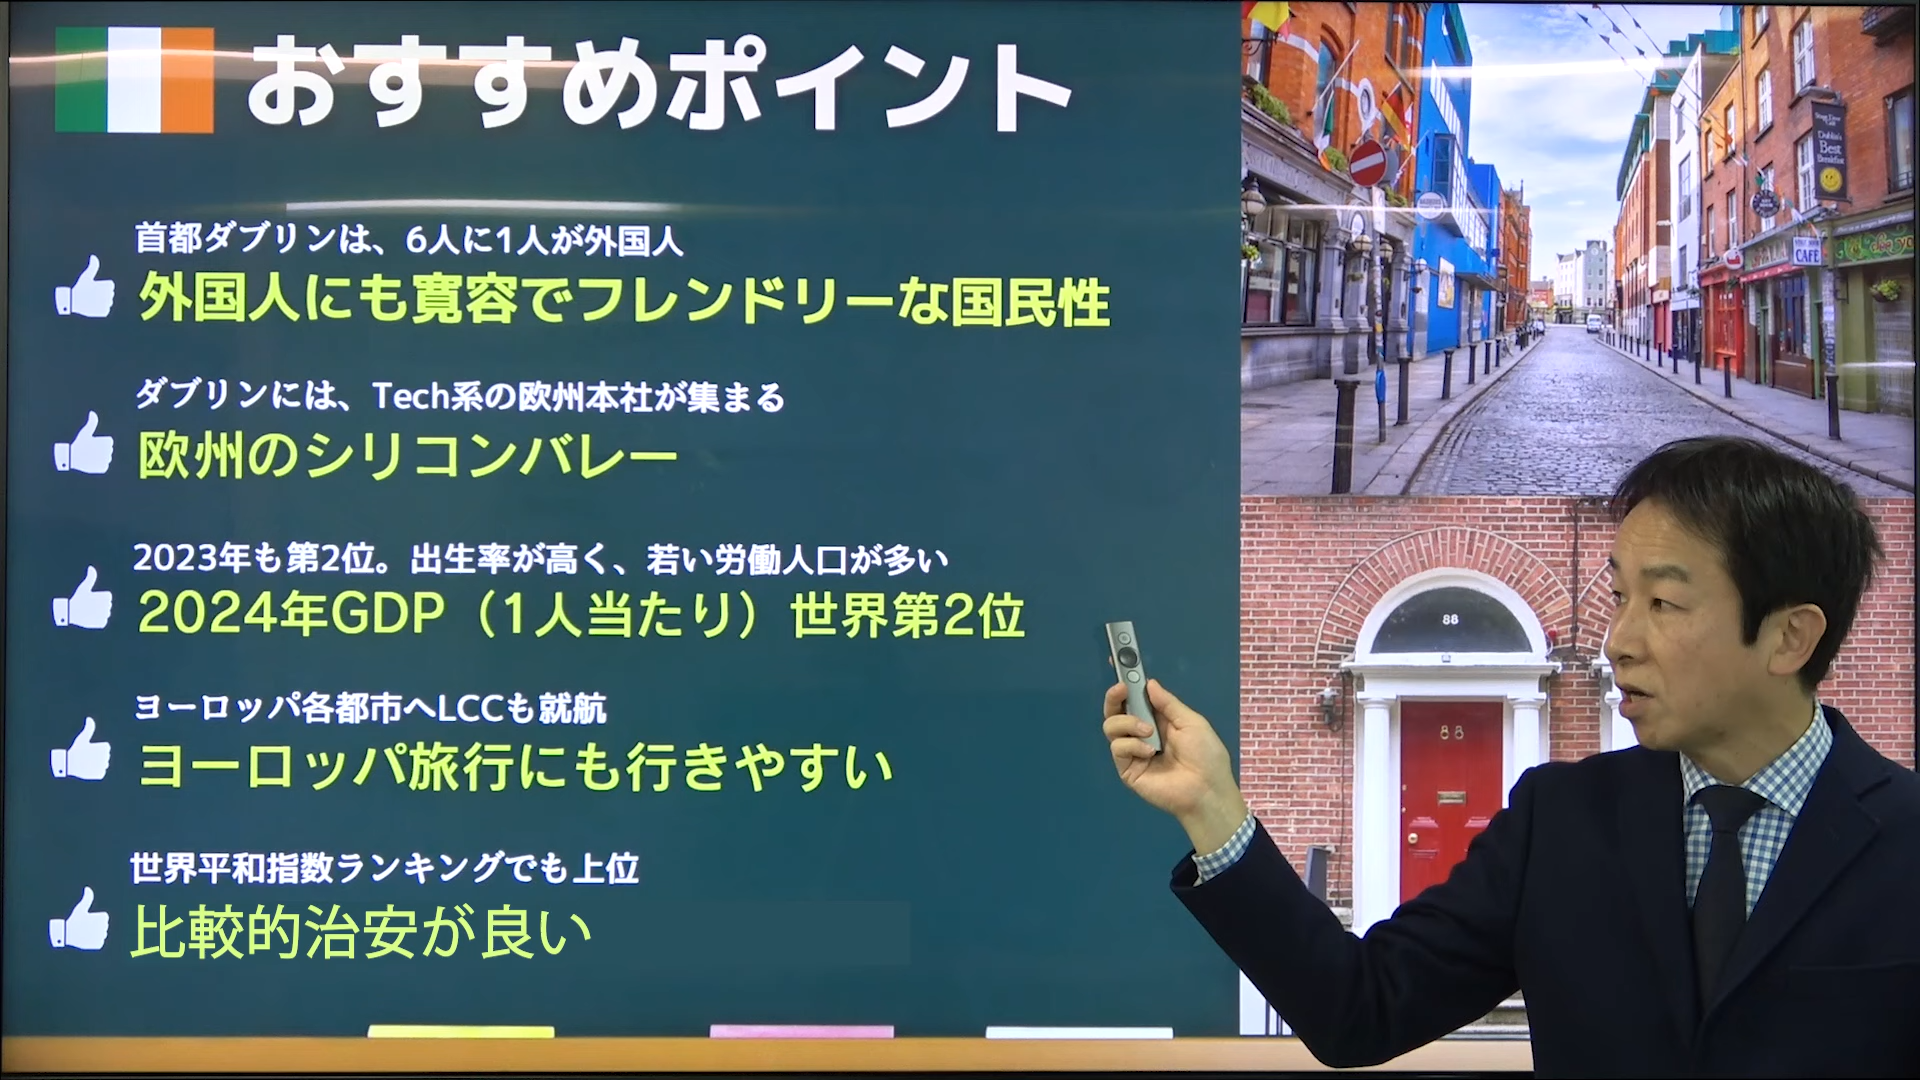 おすすめポイント
首都ダブリンは、6人に1人が外国人
外国人にも寛容でフレンドリーな国民性
ダブリンには、Tech系の欧州本社が集まる
欧州のシリコンバレー
2023年も第2位。出生率が高く、若い労働人口が多い
2024年GDP（1人当たり）世界第2位
ヨーロッパ各都市へLCCも就航
ヨーロッパ旅行にも行きやすい
世界平和指数ランキングでも上位
比較的治安が良い
Dublin's
Best
Breakfast
CAFE
88
88